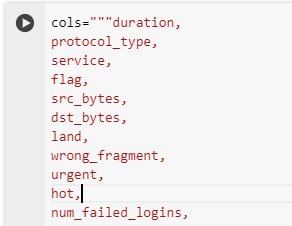 cols="""duration,
protocol_type,
service,
flag,
src_bytes,
dst_bytes,
land,
wrong_fragment,
urgent,
hot,
num_failed_logins,